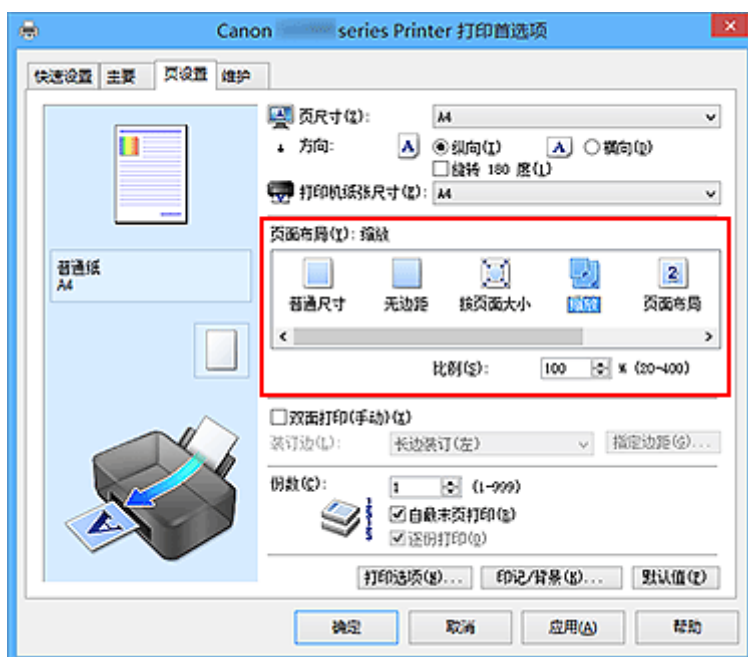 Canon series Printer 打印首选项
快速设置 主要 页设置 维护
页尺寸(Z): A4
方向: A 纵向(I) A 横向(D)
旋转 180 度(L)
打印机纸张尺寸(E): A4
页面布局(Y): 缩放
普通纸
A4
普通尺寸 无边距 按页面大小 缩放 页面布局
比例(S): 100 % (20-400)
双面打印(手动)(X)
装订边(L): 长边装订(左) 指定边距(G)...
份数(C): 1 (1-999)
自最末页打印(R)
逐份打印(O)
打印选项(N)... 印记/背景(K)... 默认值(F)
确定 取消 应用(A) 帮助